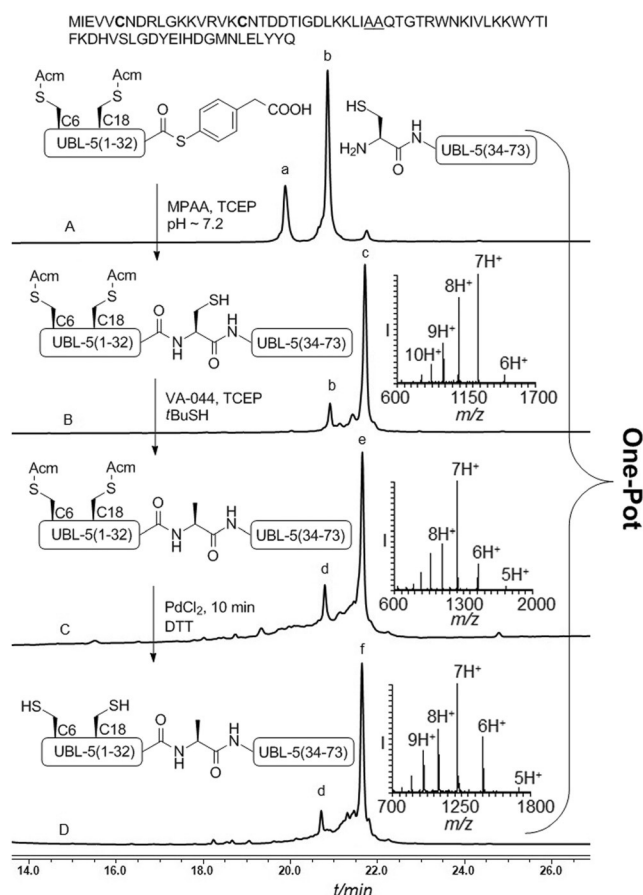 MIEVVCNDRLGKKVRVKCNTDDTIGDLKKLIAAQTGTRWNKIVLKKWYTI
FKDHVSLGDYEIHDGMNLELYYQ
b
Acm Acm
S S O COOH HS
C6 C18 S H2N O NH
UBL-5(1-32) UBL-5(34-73)
a
MPAA, TCEP
pH ~ 7.2
A
c
Acm Acm
S S O SH
C6 C18 N H O HN
UBL-5(1-32) UBL-5(34-73)
7H+
8H+
9H+
10H+ 6H+
I
600 1150 1700
m/z
VA-044, TCEP
tBuSH
b
B
e
Acm Acm
S S O
C6 C18 N H O HN
UBL-5(1-32) UBL-5(34-73)
7H+
8H+ 6H+ 5H+
I
600 1300 2000
m/z
One-Pot
PdCl2, 10 min
DTT
d
C
f
HS SH O
C6 C18 N H O HN
UBL-5(1-32) UBL-5(34-73)
7H+
8H+ 6H+
9H+
5H+
I
700 1250 1800
m/z
d
D
14.0 16.0 18.0 20.0 22.0 24.0 26.0
t/min